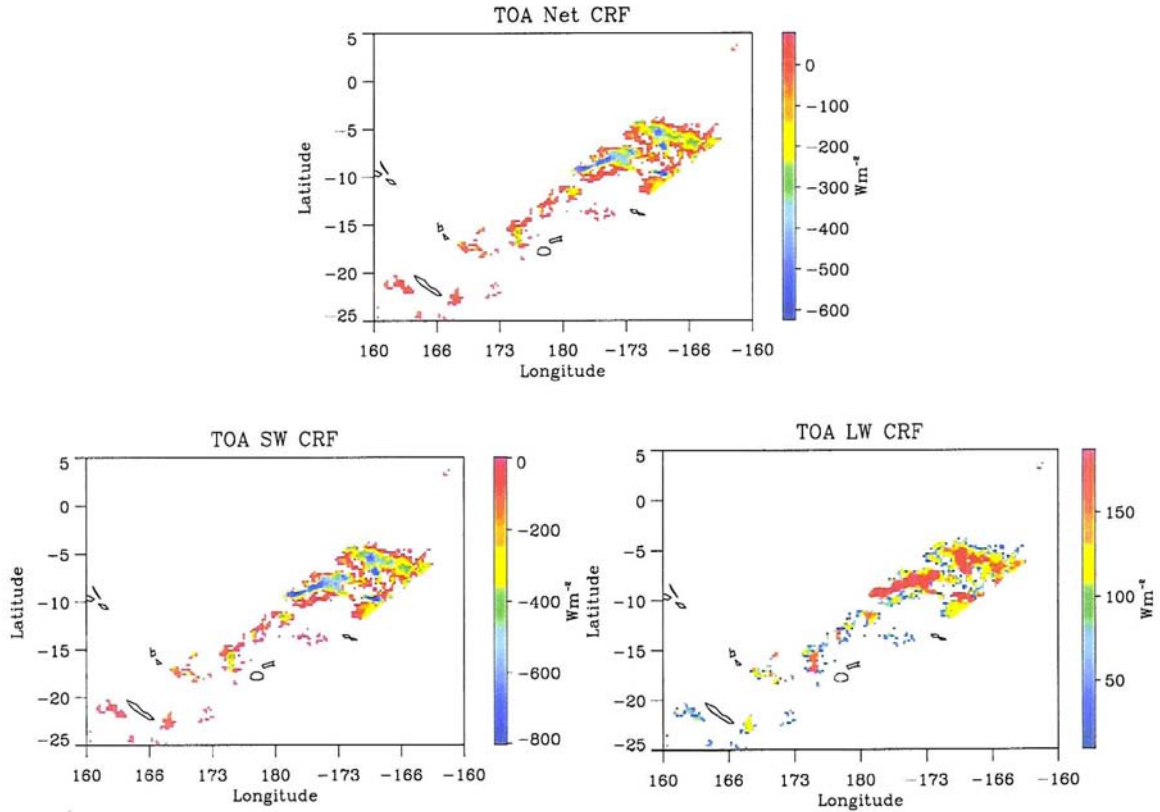 TOA Net CRF
5
0
-5
-10
-15
-20
-25
Latitude
160 166 173 180 -173 -166 -160
Longitude
0
-100
-200
-300
-400
-500
-600
Wm⁻²
TOA SW CRF
5
0
-5
-10
-15
-20
-25
Latitude
160 166 173 180 -173 -166 -160
Longitude
0
-200
-400
-600
-800
Wm⁻²
TOA LW CRF
5
0
-5
-10
-15
-20
-25
Latitude
160 166 173 180 -173 -166 -160
Longitude
150
100
50
Wm⁻²